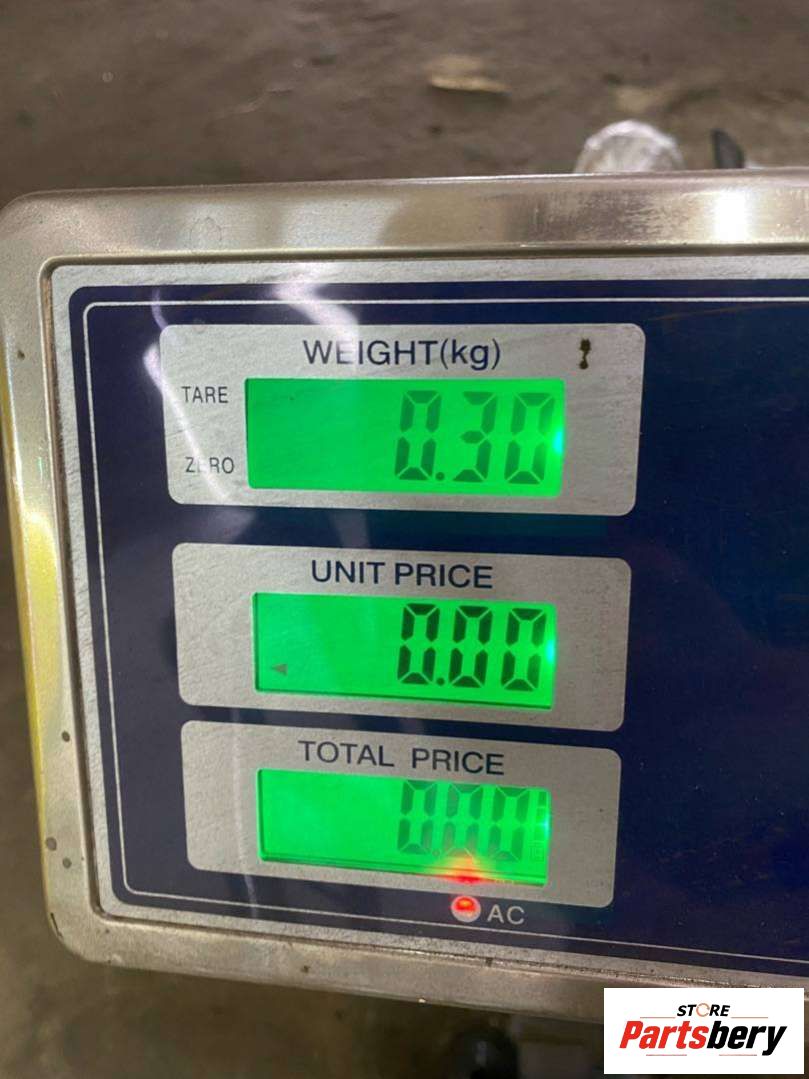 WEIGHT(kg)
TARE
0.30
ZERO
UNIT PRICE
0.00
TOTAL PRICE
0.00
AC
STORE
Partsbery